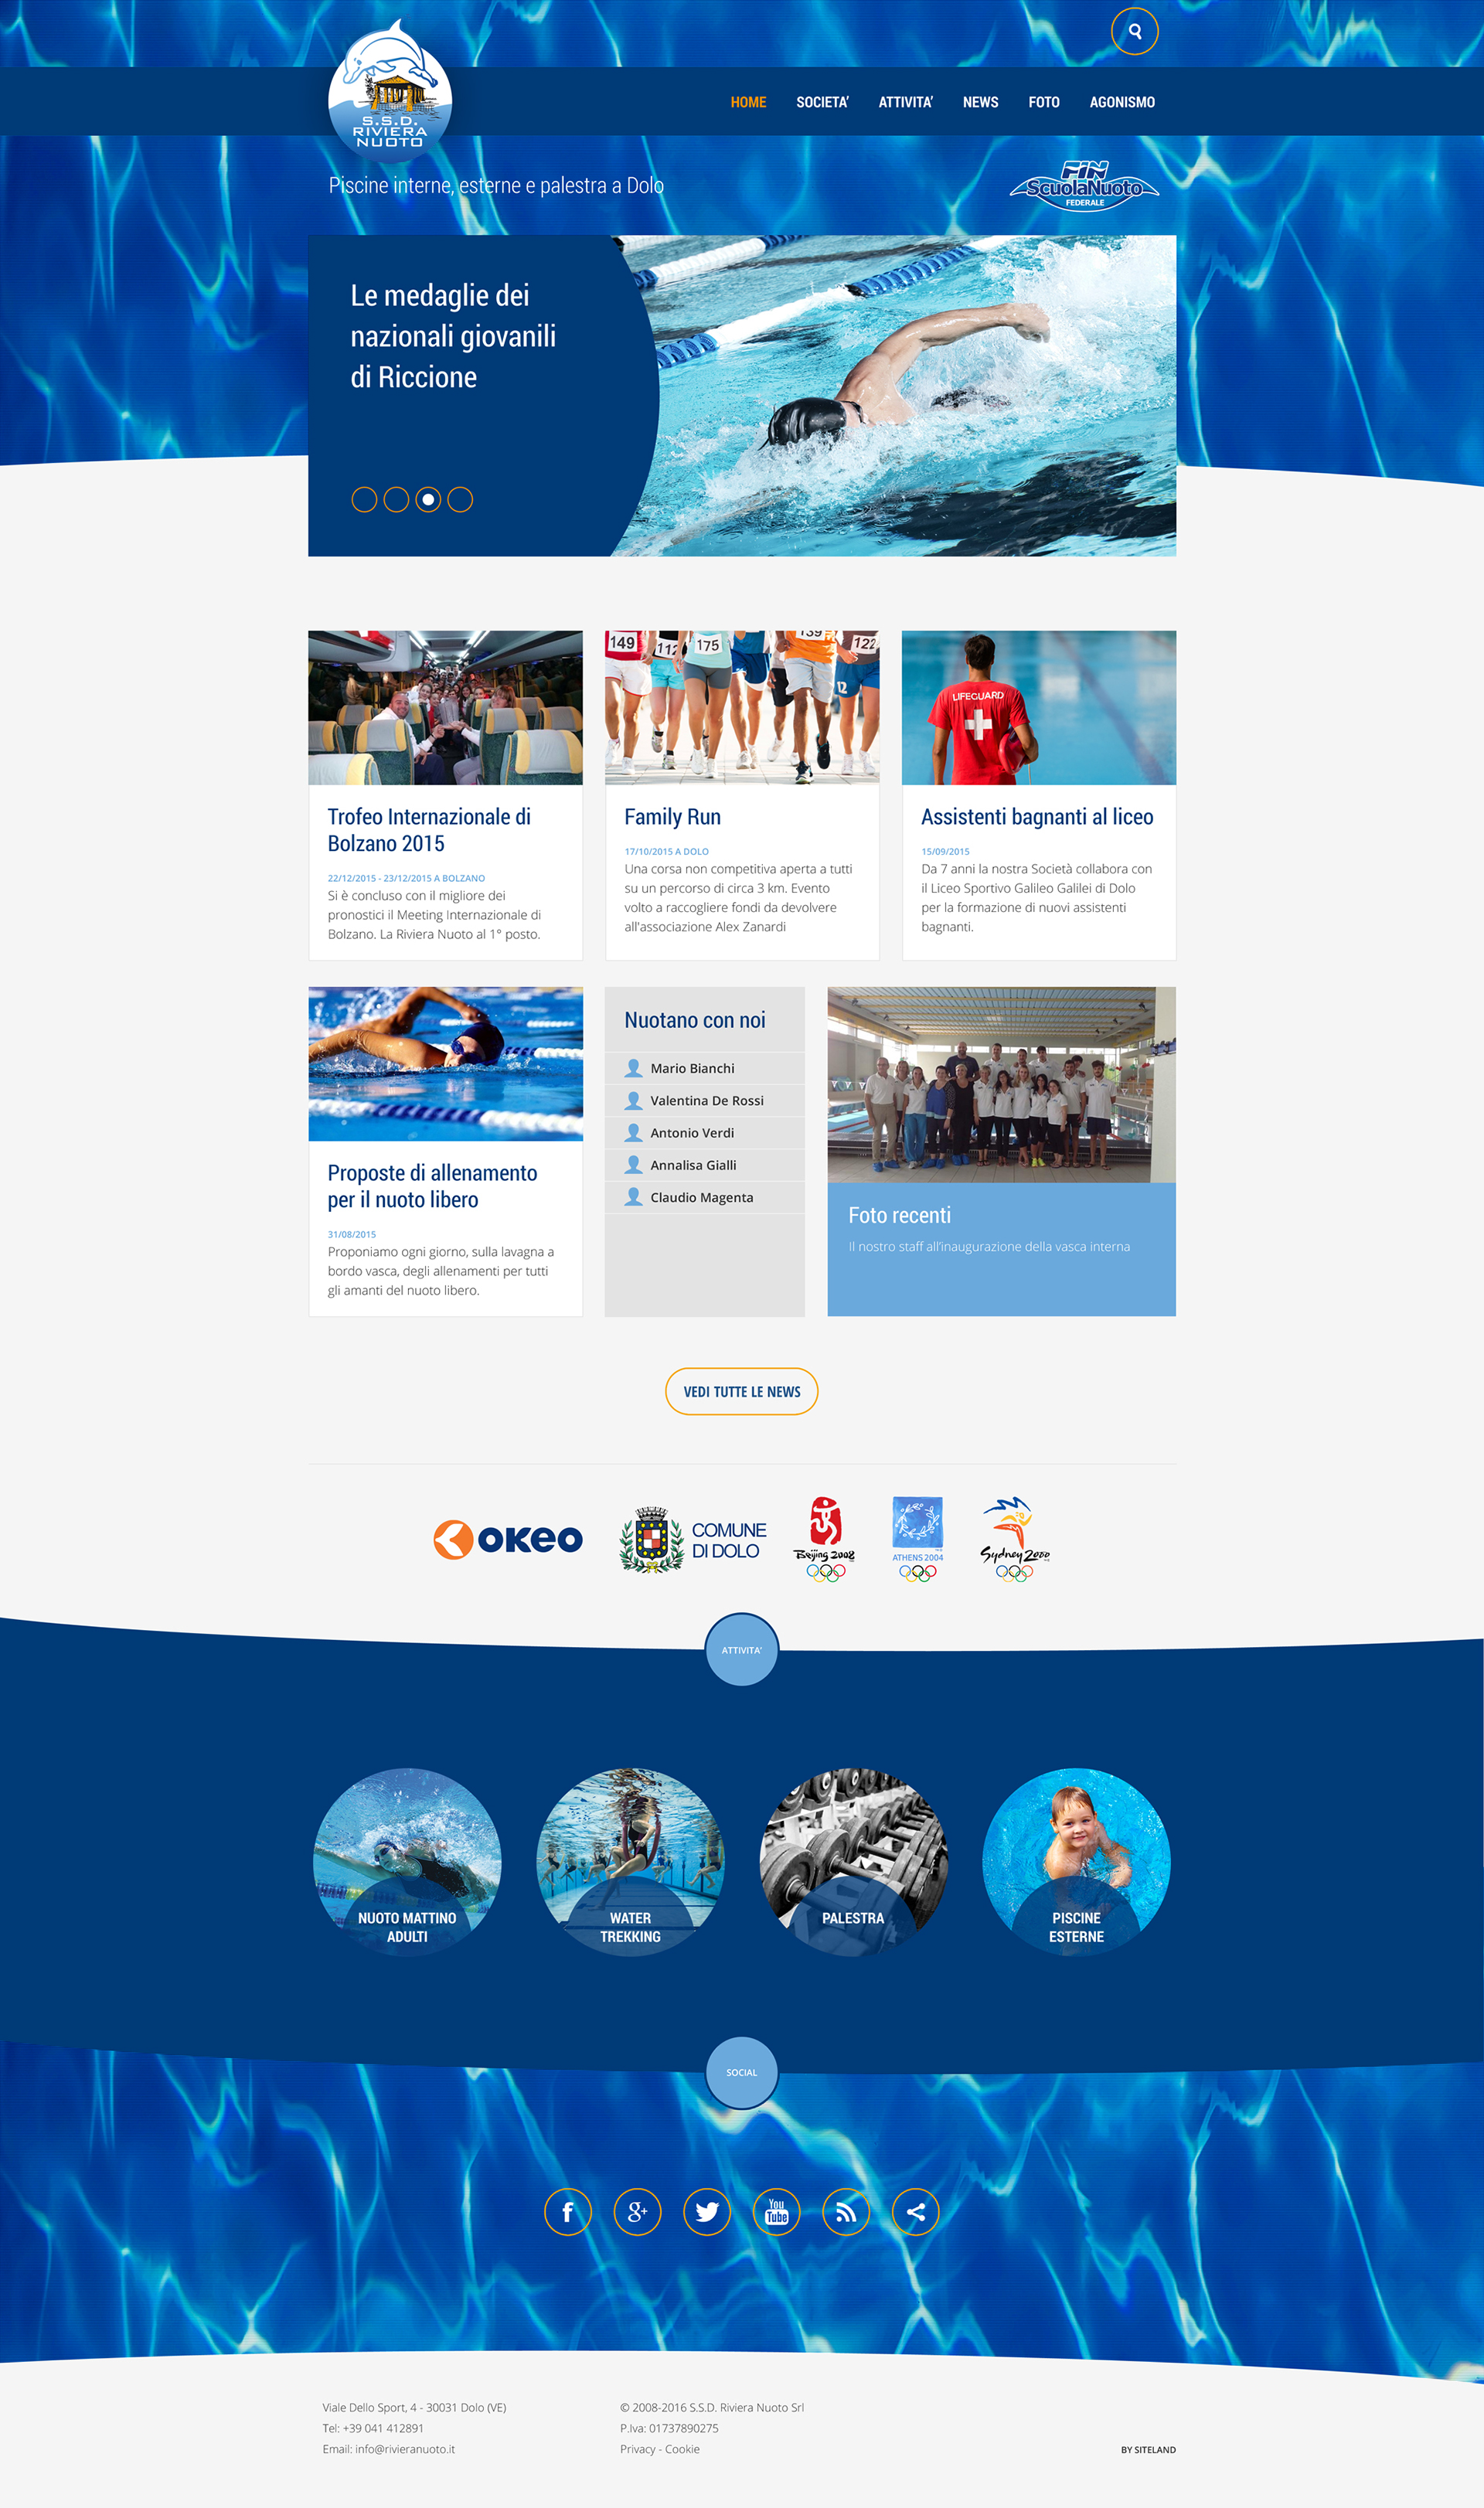 S.S.D.
RIVIERA
NUOTO
HOME
SOCIETA'
ATTIVITA'
NEWS
FOTO
AGONISMO
Piscine interne, esterne e palestra a Dolo
FIN
ScuolaNuoto
FEDERALE
Le medaglie dei
nazionali giovanili
di Riccione
149
112
175
139
122
12
LIFEGUARD
Trofeo Internazionale di
Bolzano 2015
22/12/2015 - 23/12/2015 A BOLZANO
Si è concluso con il migliore dei
pronostici il Meeting Internazionale di
Bolzano. La Riviera Nuoto al 1° posto.
Family Run
17/10/2015 A DOLO
Una corsa non competitiva aperta a tutti
su un percorso di circa 3 km. Evento
volto a raccogliere fondi da devolvere
all'associazione Alex Zanardi
Assistenti bagnanti al liceo
15/09/2015
Da 7 anni la nostra Società collabora con
il Liceo Sportivo Galileo Galilei di Dolo
per la formazione di nuovi assistenti
bagnanti.
Proposte di allenamento
per il nuoto libero
31/08/2015
Proponiamo ogni giorno, sulla lavagna a
bordo vasca, degli allenamenti per tutti
gli amanti del nuoto libero.
Nuotano con noi
Mario Bianchi
Valentina De Rossi
Antonio Verdi
Annalisa Gialli
Claudio Magenta
Foto recenti
Il nostro staff all'inaugurazione della vasca interna
VEDI TUTTE LE NEWS
OKEO
COMUNE
DI DOLO
Beijing 2008
ATHENS 2004
Sydney 2000
ATTIVITA'
NUOTO MATTINO
ADULTI
WATER
TREKKING
PALESTRA
PISCINE
ESTERNE
SOCIAL
f
g+
You
Tube
Viale Dello Sport, 4 - 30031 Dolo (VE)
Tel: +39 041 412891
Email: info@rivieranuoto.it
© 2008-2016 S.S.D. Riviera Nuoto Srl
P.Iva: 01737890275
Privacy - Cookie
BY SITELAND